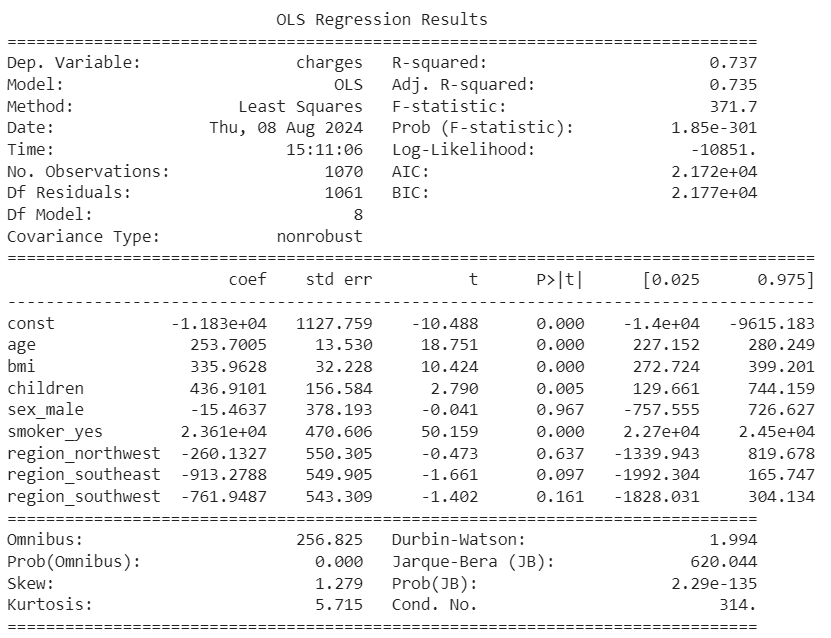 OLS Regression Results
==============================================================================
Dep. Variable:                charges   R-squared:                       0.737
Model:                            OLS   Adj. R-squared:                  0.735
Method:                 Least Squares   F-statistic:                     371.7
Date:                Thu, 08 Aug 2024   Prob (F-statistic):          1.85e-301
Time:                        15:11:06   Log-Likelihood:                -10851.
No. Observations:                1070   AIC:                         2.172e+04
Df Residuals:                    1061   BIC:                         2.177e+04
Df Model:                           8
Covariance Type:            nonrobust
====================================================================================
                       coef    std err          t      P>|t|      [0.025      0.975]
------------------------------------------------------------------------------------
const            -1.183e+04   1127.759    -10.488      0.000    -1.4e+04   -9615.183
age                253.7005     13.530     18.751      0.000     227.152     280.249
bmi                335.9628     32.228     10.424      0.000     272.724     399.201
children           436.9101    156.584      2.790      0.005     129.661     744.159
sex_male           -15.4637    378.193     -0.041      0.967    -757.555     726.627
smoker_yes        2.361e+04    470.606     50.159      0.000    2.27e+04    2.45e+04
region_northwest  -260.1327    550.305     -0.473      0.637   -1339.943     819.678
region_southeast  -913.2788    549.905     -1.661      0.097   -1992.304     165.747
region_southwest  -761.9487    543.309     -1.402      0.161   -1828.031     304.134
==============================================================================
Omnibus:                      256.825   Durbin-Watson:                   1.994
Prob(Omnibus):                  0.000   Jarque-Bera (JB):              620.044
Skew:                           1.279   Prob(JB):                    2.29e-135
Kurtosis:                       5.715   Cond. No.                         314.
==============================================================================